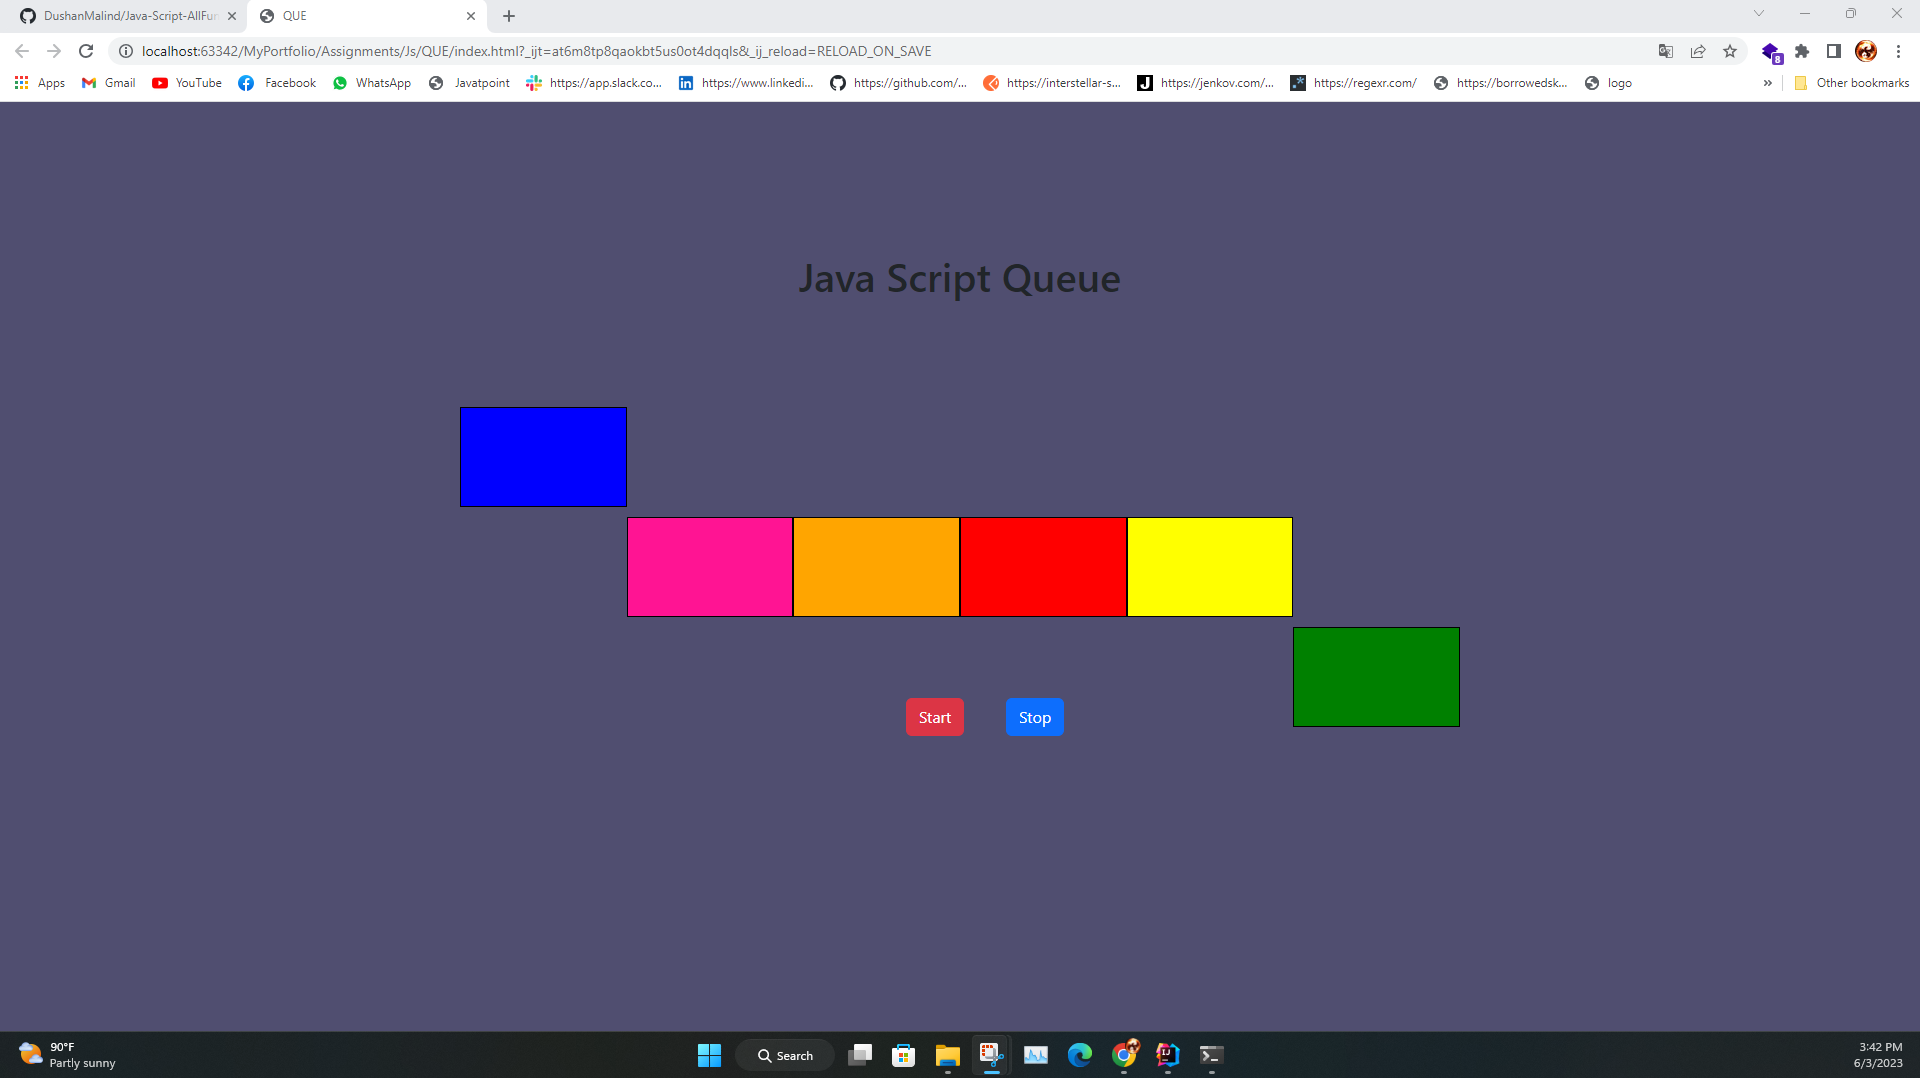 DushanMalind/Java-Script-AllFun
QUE
localhost:63342/MyPortfolio/Assignments/Js/QUE/index.html?_ijt=at6m8tp8qaokbt5us0ot4dqqls&_ij_reload=RELOAD_ON_SAVE
8
Apps Gmail YouTube Facebook WhatsApp Javatpoint https://app.slack.co... https://www.linkedi... https://github.com/... https://interstellar-s... https://jenkov.com/... https://regexr.com/ https://borrowedsk... logo » Other bookmarks
Java Script Queue
Start Stop
90°F
Partly sunny
Search
3:42 PM
6/3/2023